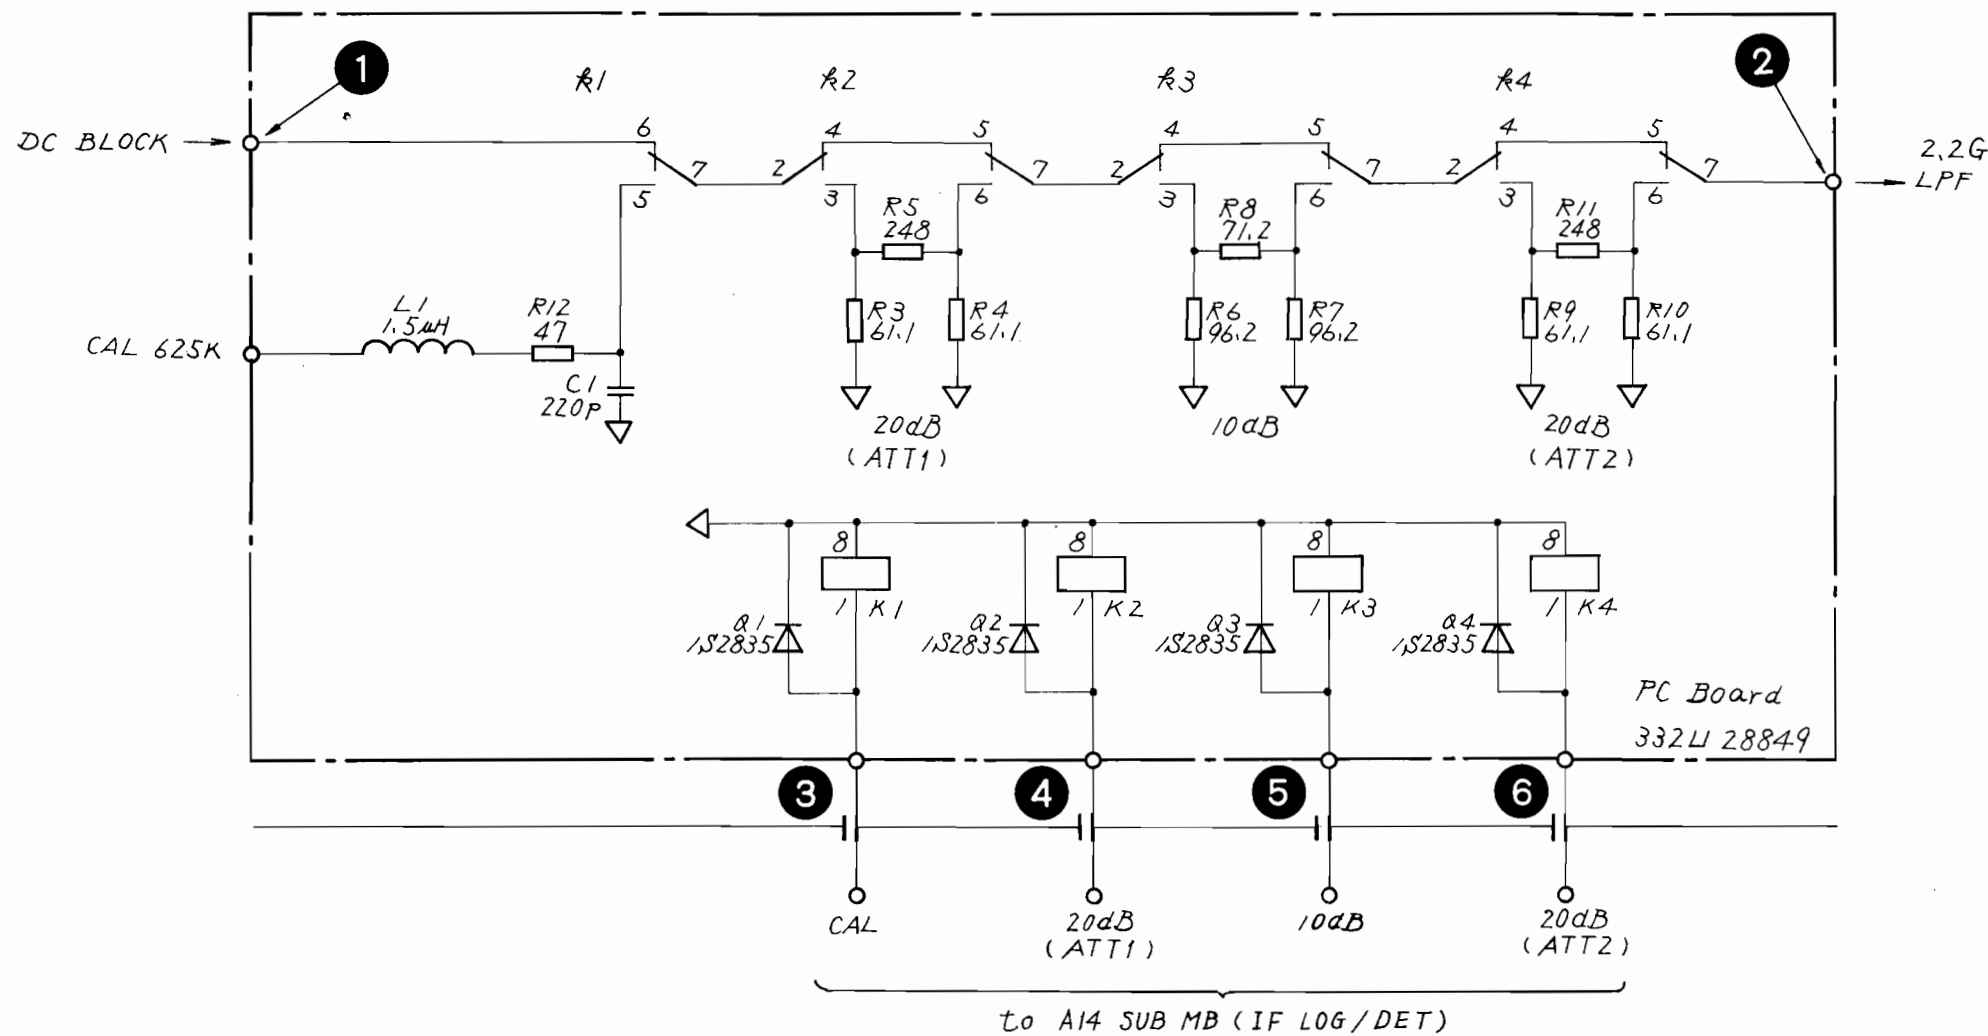 1
2
k1
k2
k3
k4
DC BLOCK
6
7
5
2
4
3
5
7
6
2
4
3
5
7
6
2
4
3
5
7
6
2.2G
LPF
R5
248
R8
71.2
R11
248
L1
1.5μH
R12
47
R3
61.1
R4
61.1
R6
96.2
R7
96.2
R9
61.1
R10
61.1
CAL 625K
C1
220P
20dB
(ATT1)
10dB
20dB
(ATT2)
8
8
8
8
1 K1
1 K2
1 K3
1 K4
Q1
1S2835
Q2
1S2835
Q3
1S2835
Q4
1S2835
PC Board
332U 28849
3
4
5
6
CAL
20dB
(ATT1)
10dB
20dB
(ATT2)
to A14 SUB MB (IF LOG/DET)